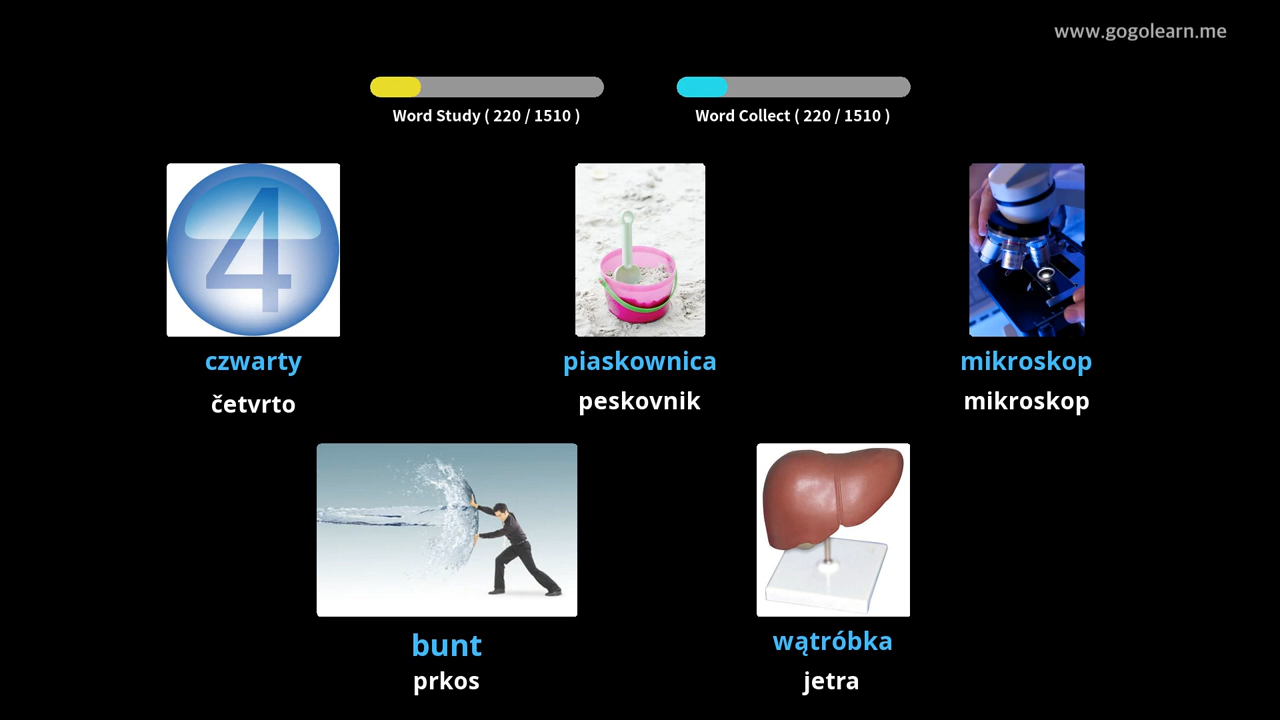 www.gogolearn.me
Word Study ( 220 / 1510 )
Word Collect ( 220 / 1510 )
4
czwarty
piaskownica
mikroskop
četvrto
peskovnik
mikroskop
bunt
wątróbka
prkos
jetra